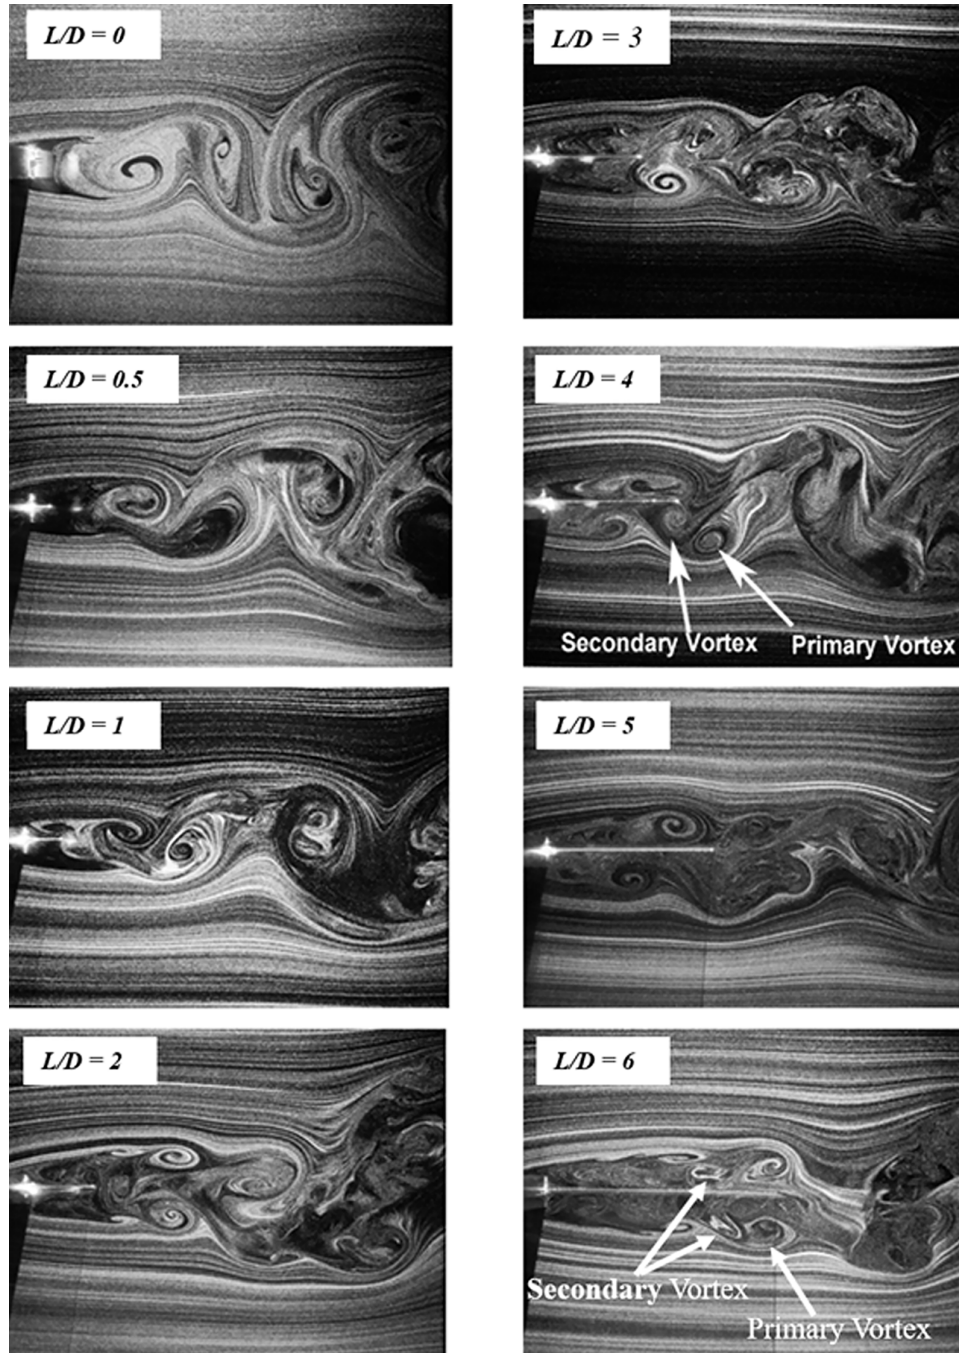 L/D = 0
L/D = 3
L/D = 0.5
L/D = 4
Secondary Vortex
Primary Vortex
L/D = 1
L/D = 5
L/D = 2
L/D = 6
Secondary Vortex
Primary Vortex